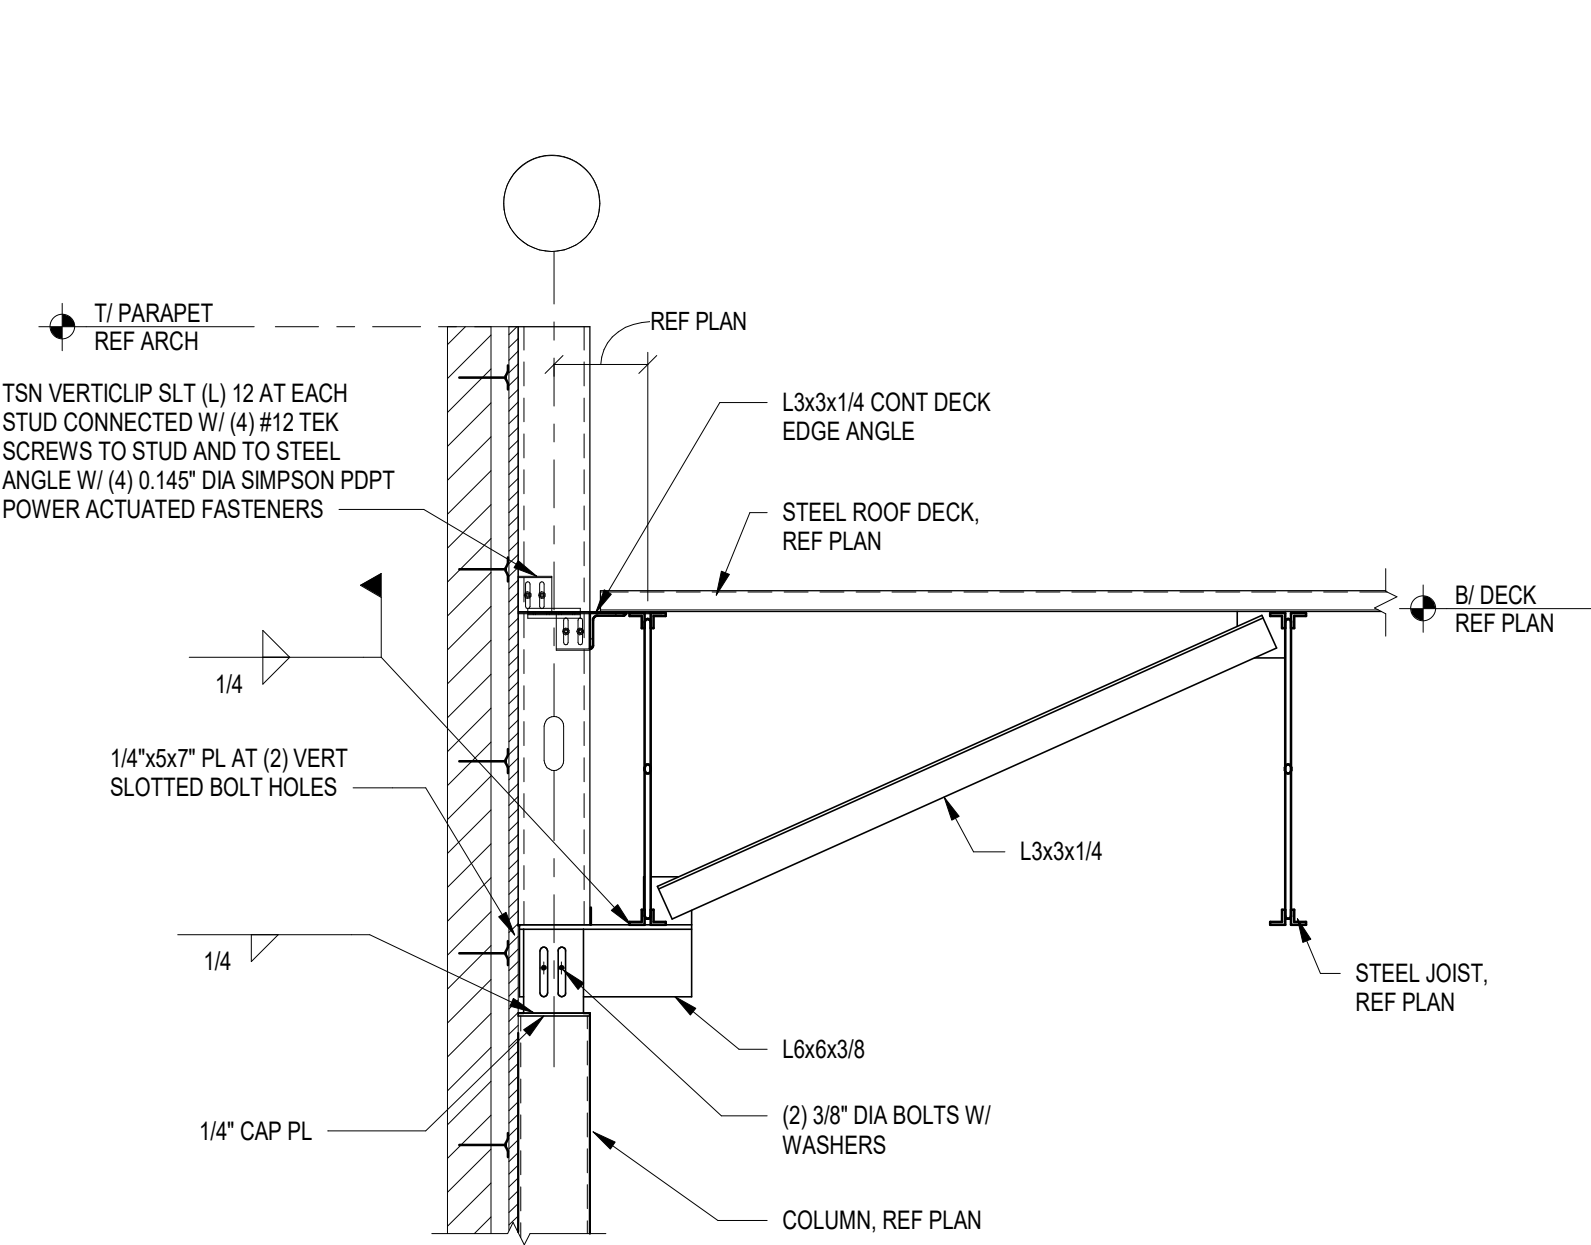 T/ PARAPET
REF ARCH
REF PLAN
TSN VERTICLIP SLT (L) 12 AT EACH
STUD CONNECTED W/ (4) #12 TEK
SCREWS TO STUD AND TO STEEL
ANGLE W/ (4) 0.145" DIA SIMPSON PDPT
POWER ACTUATED FASTENERS
L3x3x1/4 CONT DECK
EDGE ANGLE
STEEL ROOF DECK,
REF PLAN
B/ DECK
REF PLAN
1/4
1/4"x5x7" PL AT (2) VERT
SLOTTED BOLT HOLES
L3x3x1/4
1/4
STEEL JOIST,
REF PLAN
L6x6x3/8
1/4" CAP PL
(2) 3/8" DIA BOLTS W/
WASHERS
COLUMN, REF PLAN